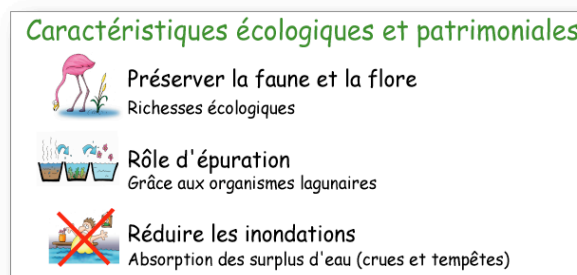 Caractéristiques écologiques et patrimoniales
Préserver la faune et la flore
Richesses écologiques
Rôle d'épuration
Grâce aux organismes lagunaires
Réduire les inondations
Absorption des surplus d'eau (crues et tempêtes)